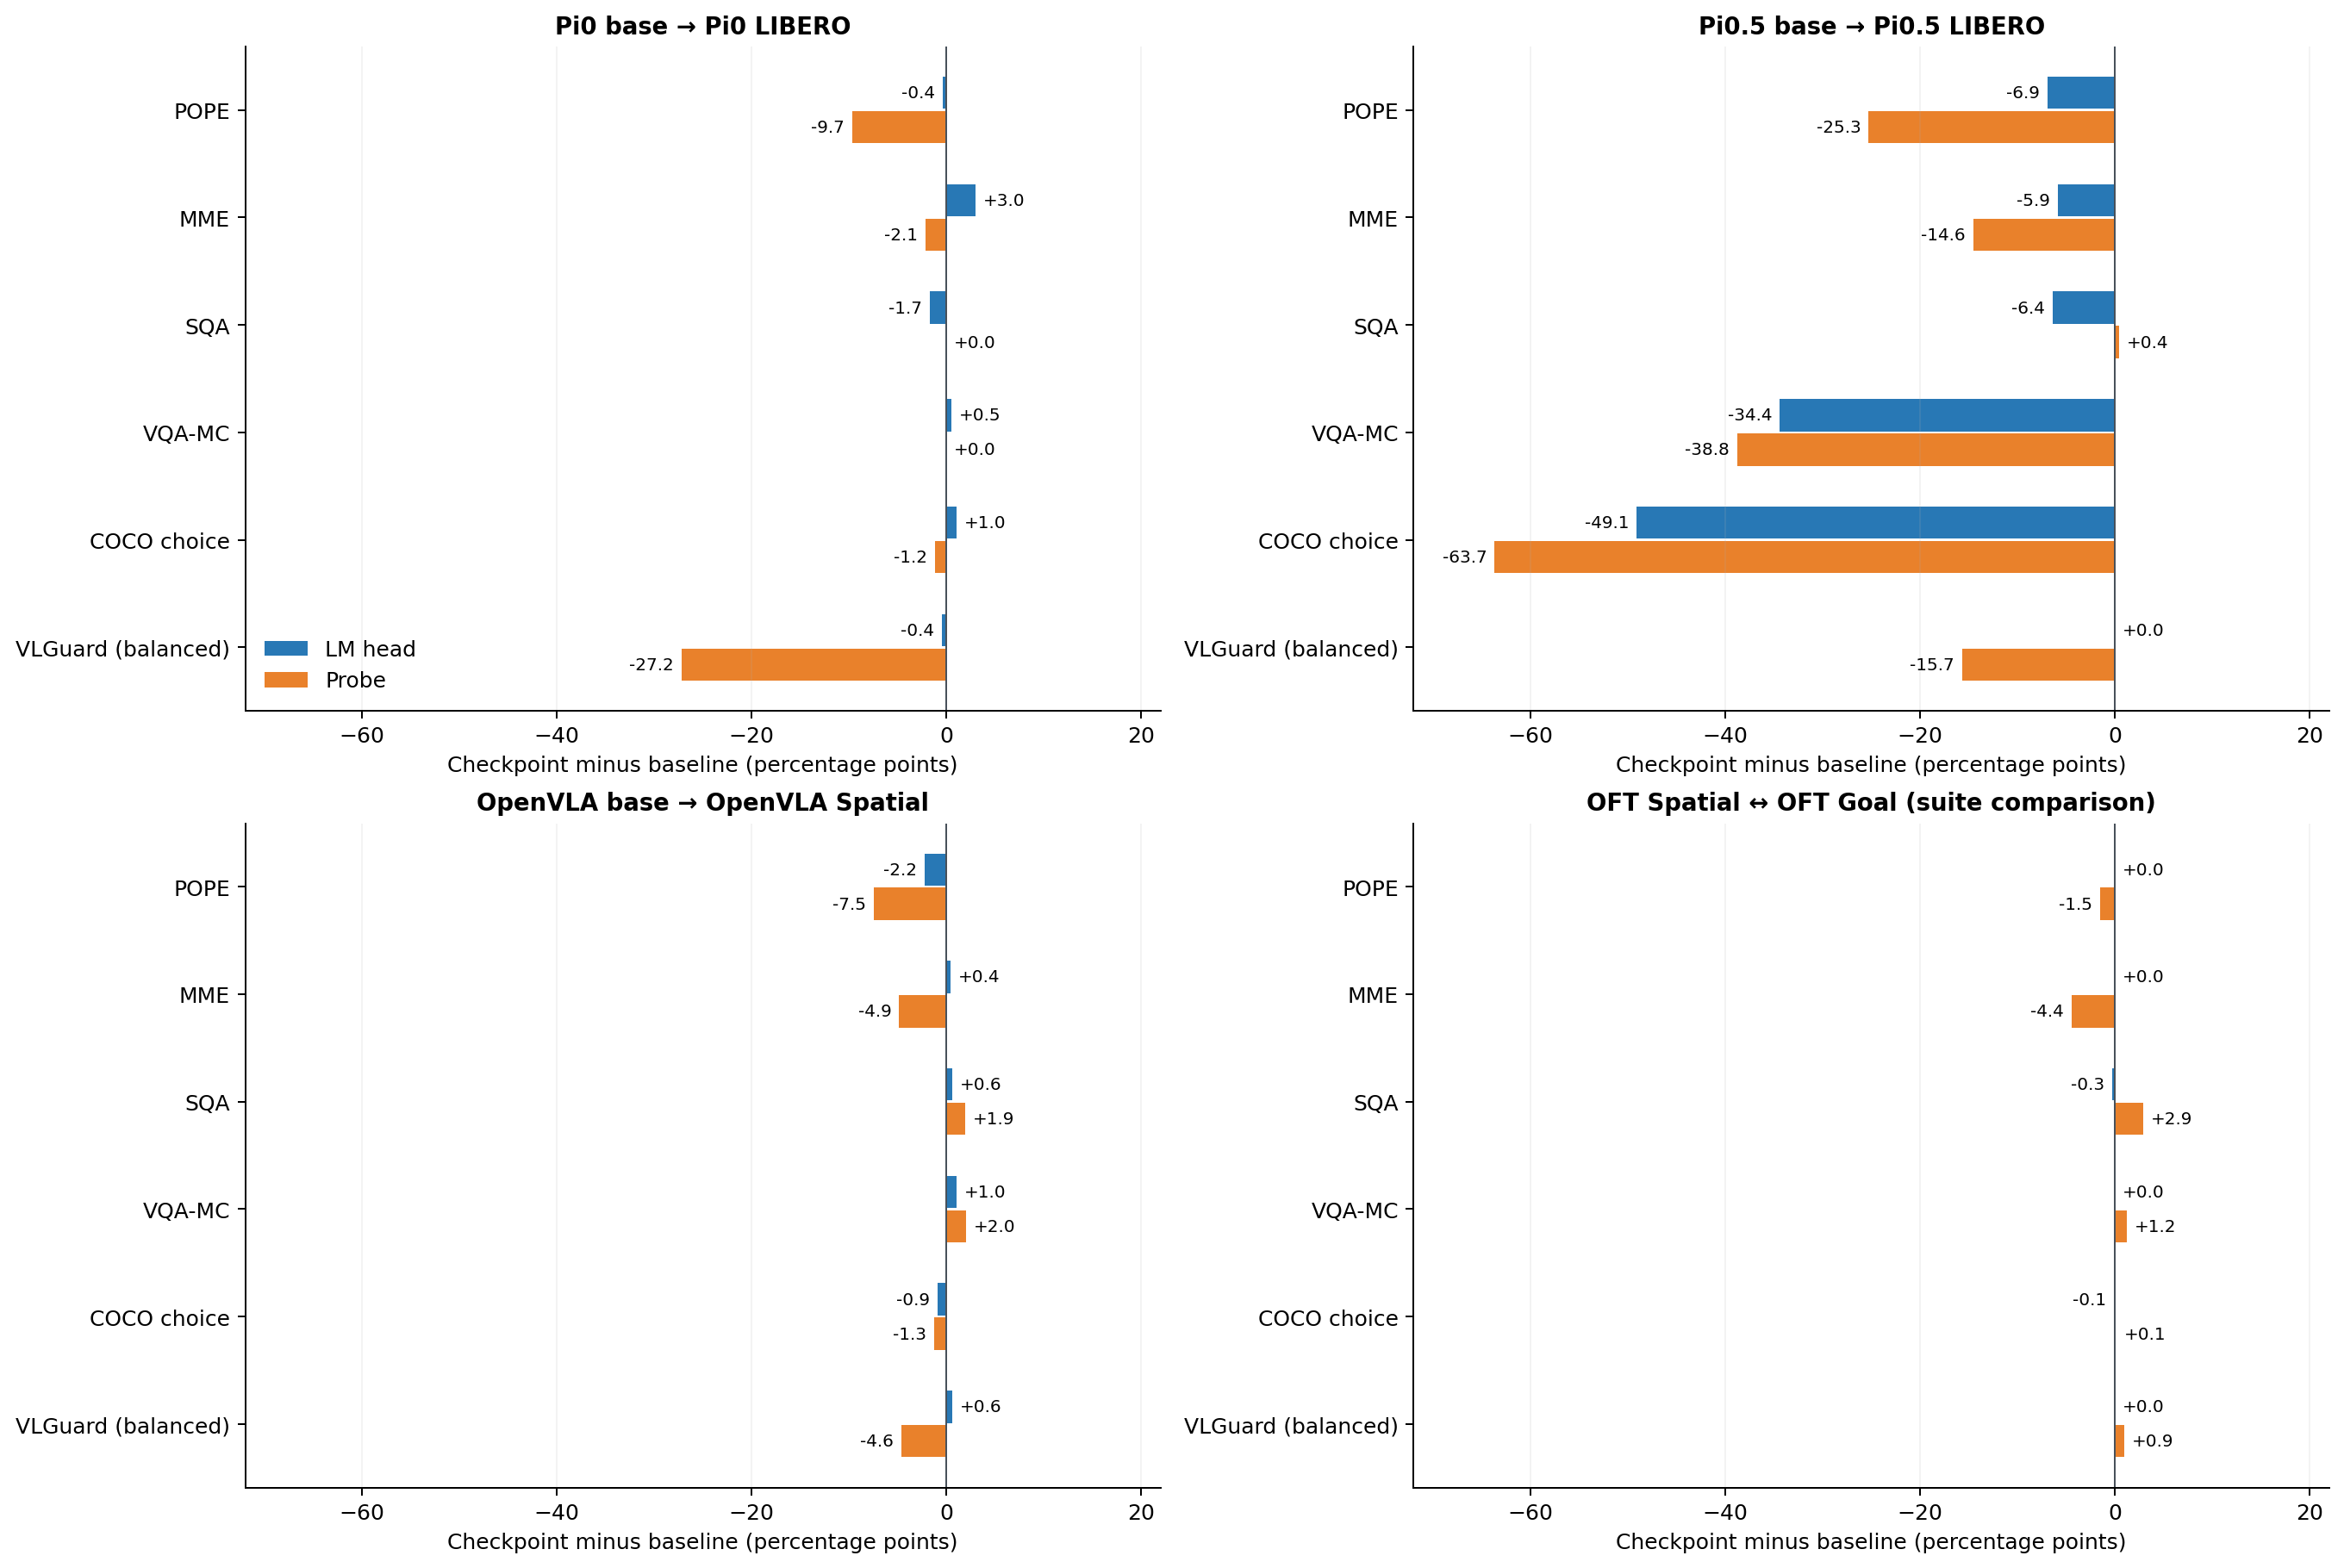 Pi0 base → Pi0 LIBERO
POPE
-0.4
-9.7
MME
+3.0
-2.1
SQA
-1.7
+0.0
VQA-MC
+0.5
+0.0
COCO choice
+1.0
-1.2
VLGuard (balanced)
-0.4
-27.2
LM head
Probe
−60 −40 −20 0 20
Checkpoint minus baseline (percentage points)
Pi0.5 base → Pi0.5 LIBERO
POPE
-6.9
-25.3
MME
-5.9
-14.6
SQA
-6.4
+0.4
VQA-MC
-34.4
-38.8
COCO choice
-49.1
-63.7
VLGuard (balanced)
+0.0
-15.7
−60 −40 −20 0 20
Checkpoint minus baseline (percentage points)
OpenVLA base → OpenVLA Spatial
POPE
-2.2
-7.5
MME
+0.4
-4.9
SQA
+0.6
+1.9
VQA-MC
+1.0
+2.0
COCO choice
-0.9
-1.3
VLGuard (balanced)
+0.6
-4.6
−60 −40 −20 0 20
Checkpoint minus baseline (percentage points)
OFT Spatial ↔ OFT Goal (suite comparison)
POPE
+0.0
-1.5
MME
+0.0
-4.4
SQA
-0.3
+2.9
VQA-MC
+0.0
+1.2
COCO choice
-0.1
+0.1
VLGuard (balanced)
+0.0
+0.9
−60 −40 −20 0 20
Checkpoint minus baseline (percentage points)